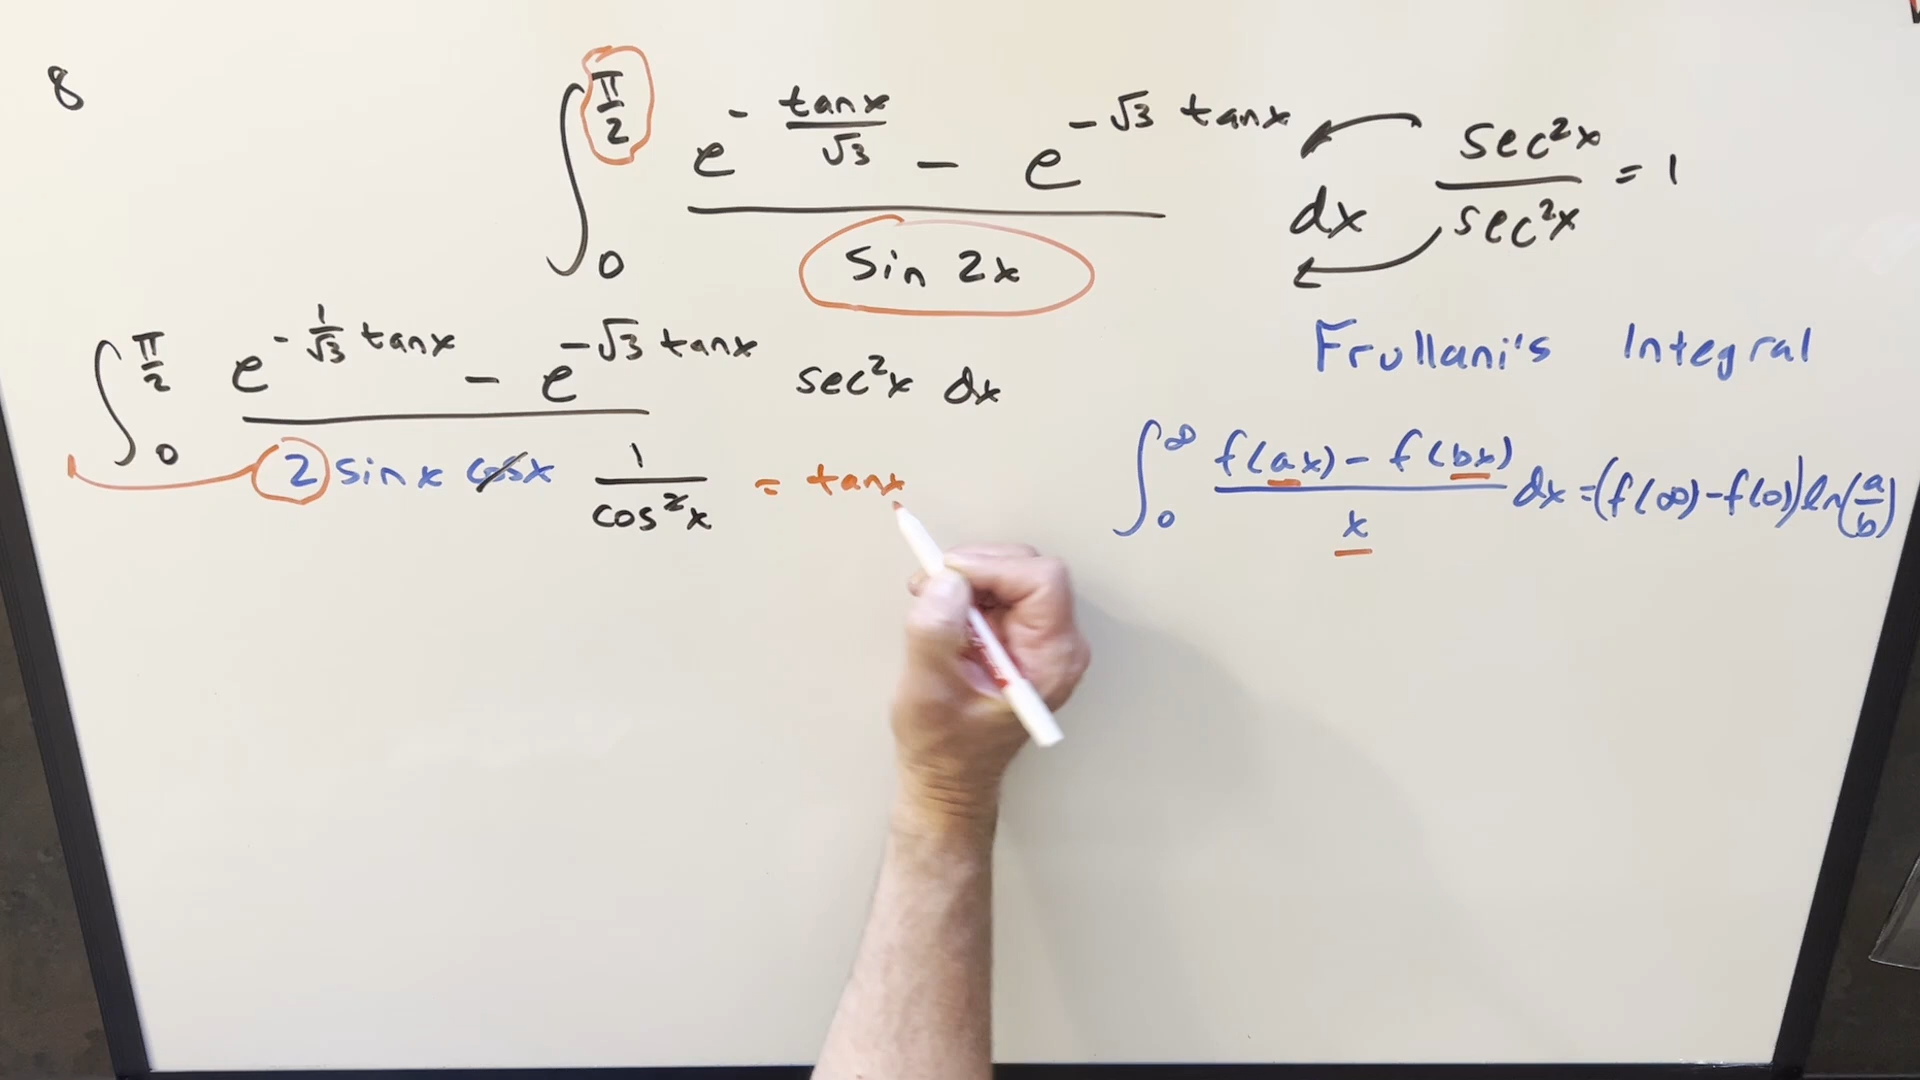 8
∫₀^(π/2) (e^(-tanx/√3) - e^(-√3 tanx)) / (sin 2x) dx
sec²x / sec²x = 1
∫₀^(π/2) (e^(-1/√3 tanx) - e^(-√3 tanx)) / (2 sinx cosx 1/cos²x) sec²x dx
= tanx
Frullani's Integral
∫₀^∞ (f(ax) - f(bx)) / x dx = (f(∞) - f(0)) ln(a/b)